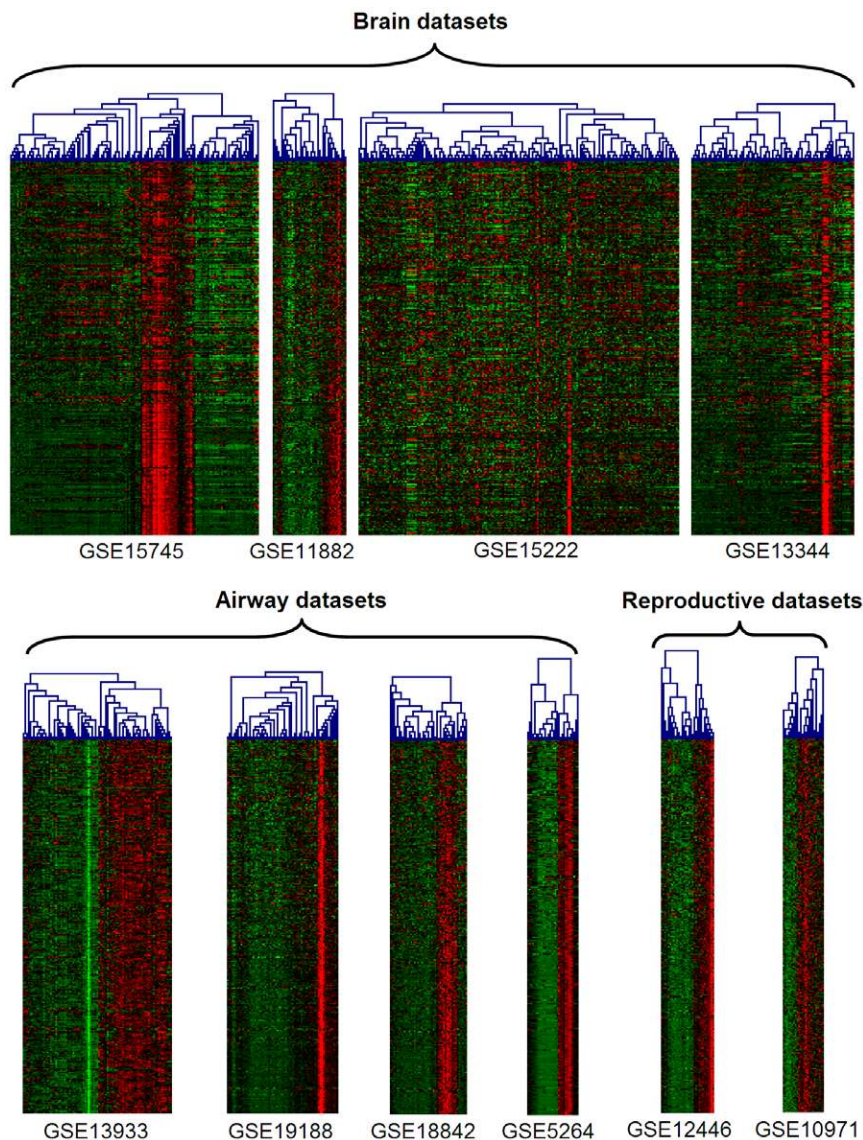 Brain datasets
GSE15745 GSE11882 GSE15222 GSE13344
Airway datasets Reproductive datasets
GSE13933 GSE19188 GSE18842 GSE5264 GSE12446 GSE10971